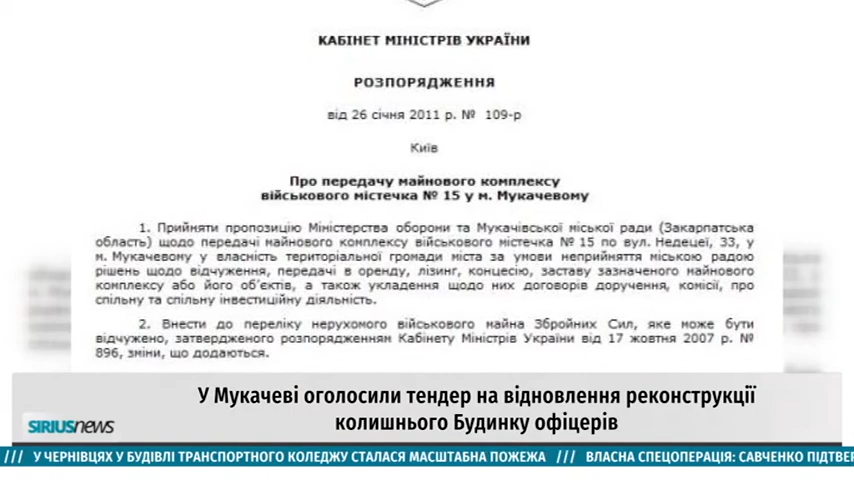 КАБІНЕТ МІНІСТРІВ УКРАЇНИ
РОЗПОРЯДЖЕННЯ
від 26 січня 2011 р. № 109-р
Київ
Про передачу майнового комплексу
військового містечка № 15 у м. Мукачевому
1. Прийняти пропозицію Міністерства оборони та Мукачівської міської ради (Закарпатська
область) щодо передачі майнового комплексу військового містечка № 15 по вул. Недецеї, 33, у
м. Мукачевому у власність територіальної громади міста за умови неприйняття міською радою
рішень щодо відчуження, передачі в оренду, лізинг, концесію, заставу зазначеного майнового
комплексу або його об'єктів, а також укладення щодо них договорів доручення, комісії, про
спільну та спільну інвестиційну діяльність.
2. Внести до переліку нерухомого військового майна Збройних Сил, яке може бути
відчужено, затвердженого розпорядженням Кабінету Міністрів України від 17 жовтня 2007 р. №
896, зміни, що додаються.
У Мукачеві оголосили тендер на відновлення реконструкції
колишнього Будинку офіцерів
SIRIUSNEWS
/// У ЧЕРНІВЦЯХ У БУДІВЛІ ТРАНСПОРТНОГО КОЛЕДЖУ СТАЛАСЯ МАСШТАБНА ПОЖЕЖА /// ВЛАСНА СПЕЦОПЕРАЦІЯ: САВЧЕНКО ПІДТВЕР